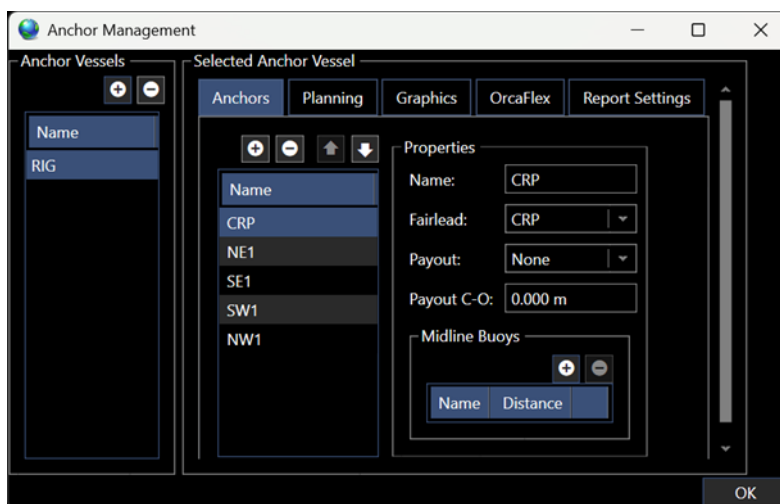 Anchor Management
Anchor Vessels
Name
RIG
Selected Anchor Vessel
Anchors Planning Graphics OrcaFlex Report Settings
Name
CRP
NE1
SE1
SW1
NW1
Properties
Name: CRP
Fairlead: CRP
Payout: None
Payout C-O: 0.000 m
Midline Buoys
Name Distance
OK